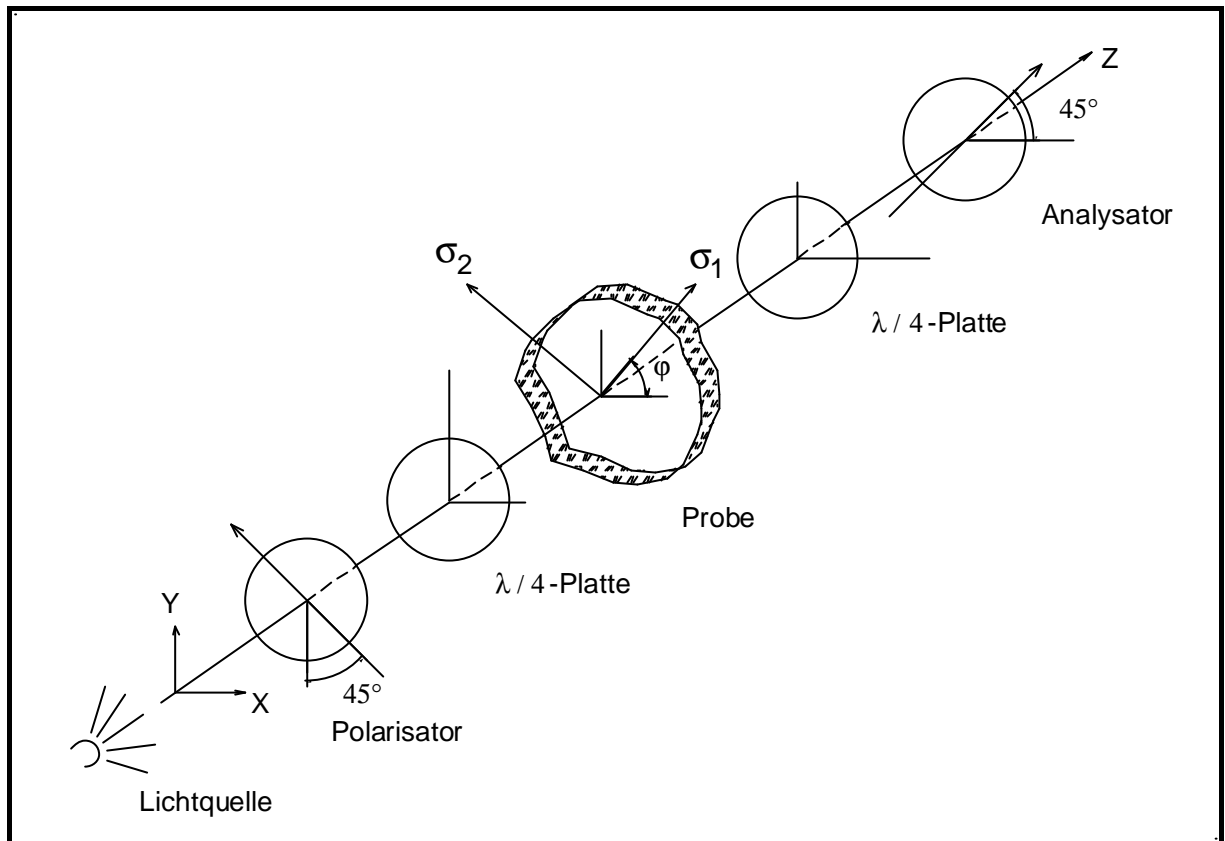 Z
45°
Analysator
σ2
σ1
λ / 4 -Platte
φ
Probe
λ / 4 -Platte
Y
X
45°
Polarisator
Lichtquelle